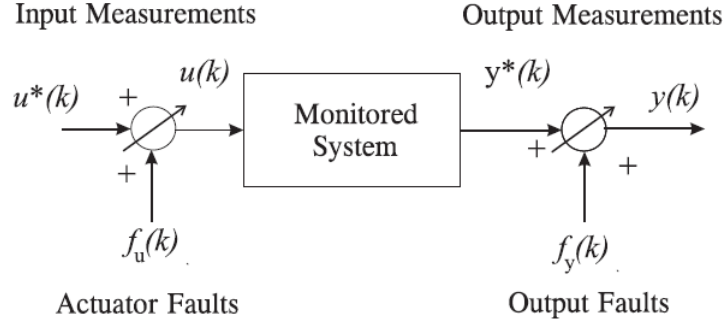 Input Measurements
Output Measurements
u*(k)
+
+
u(k)
Monitored
System
y*(k)
+
+
y(k)
fu(k)
fy(k)
Actuator Faults
Output Faults